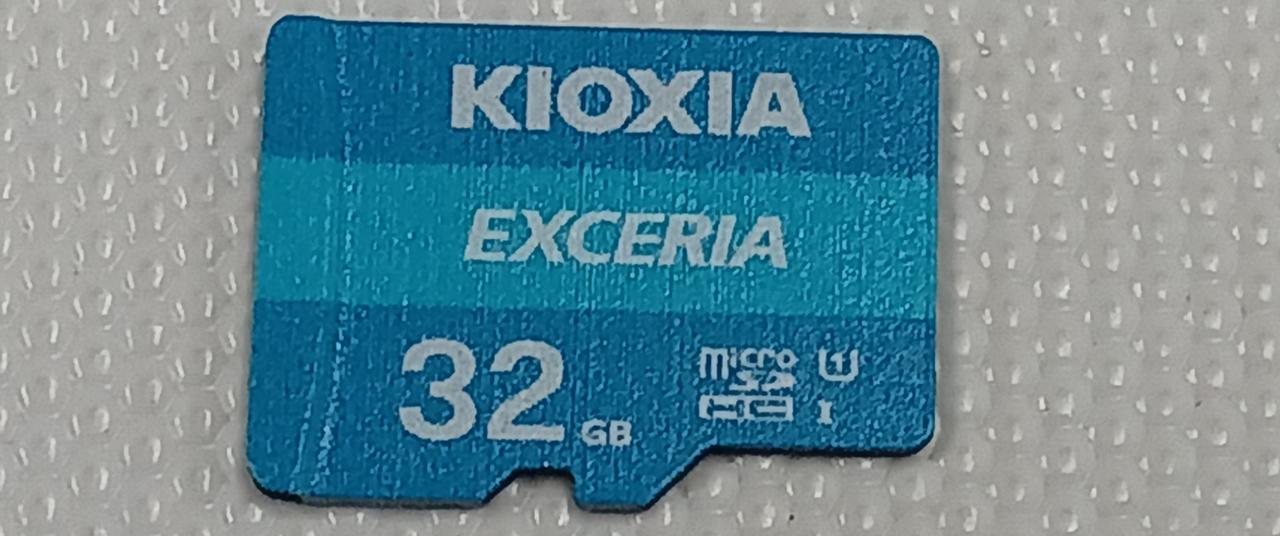 KIOXIA
EXCERIA
32 GB
micro SD HC I
U1